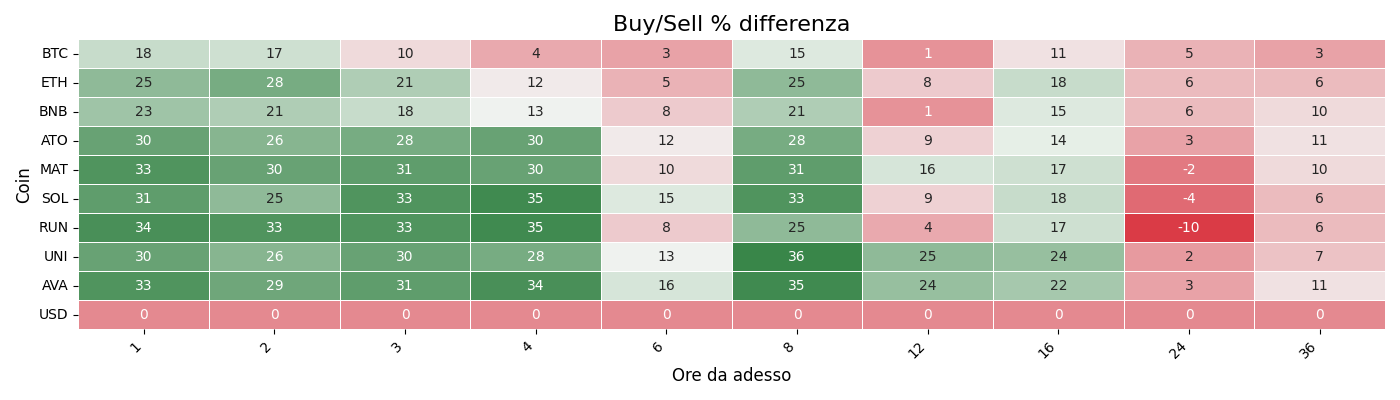 Buy/Sell % differenza
Coin
BTC 18 17 10 4 3 15 1 11 5 3
ETH 25 28 21 12 5 25 8 18 6 6
BNB 23 21 18 13 8 21 1 15 6 10
ATO 30 26 28 30 12 28 9 14 3 11
MAT 33 30 31 30 10 31 16 17 -2 10
SOL 31 25 33 35 15 33 9 18 -4 6
RUN 34 33 33 35 8 25 4 17 -10 6
UNI 30 26 30 28 13 36 25 24 2 7
AVA 33 29 31 34 16 35 24 22 3 11
USD 0 0 0 0 0 0 0 0 0 0
1 2 3 4 6 8 12 16 24 36
Ore da adesso